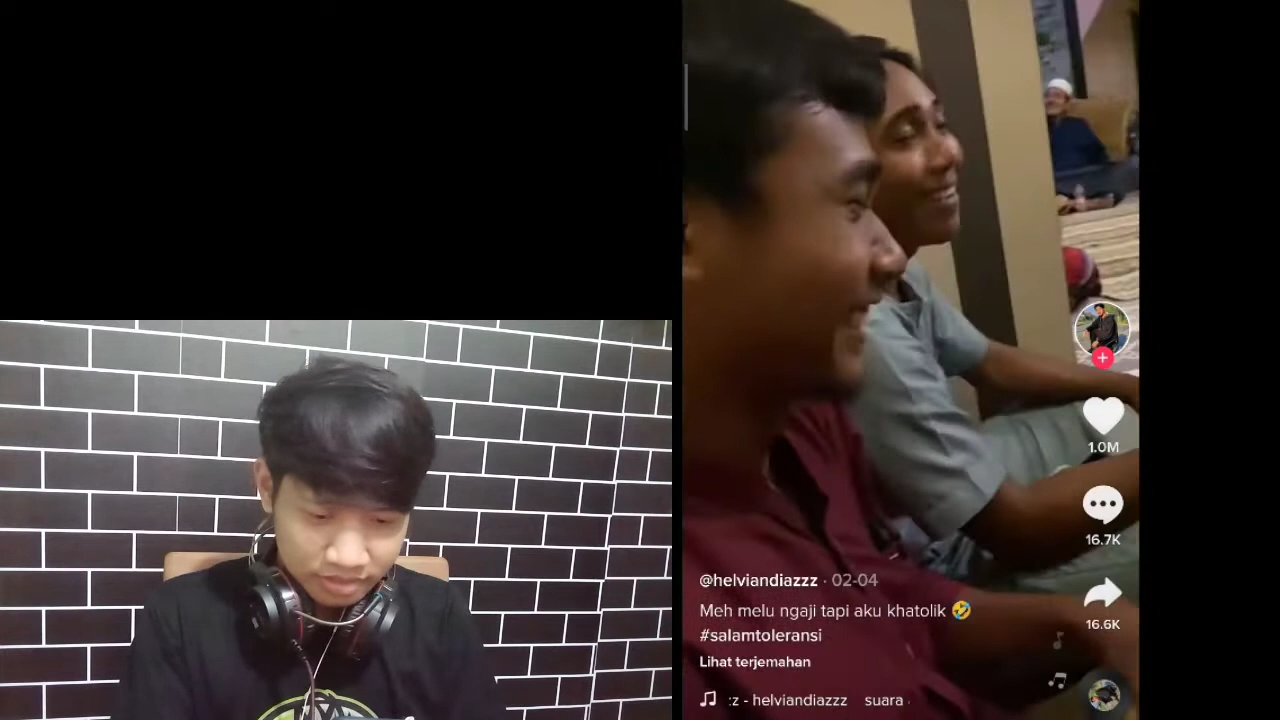 1.0M
16.7K
@helviandiazzz · 02-04
Meh melu ngaji tapi aku khatolik 🤣
16.6K
#salamtoleransi
Lihat terjemahan
:z - helviandiazzz suara